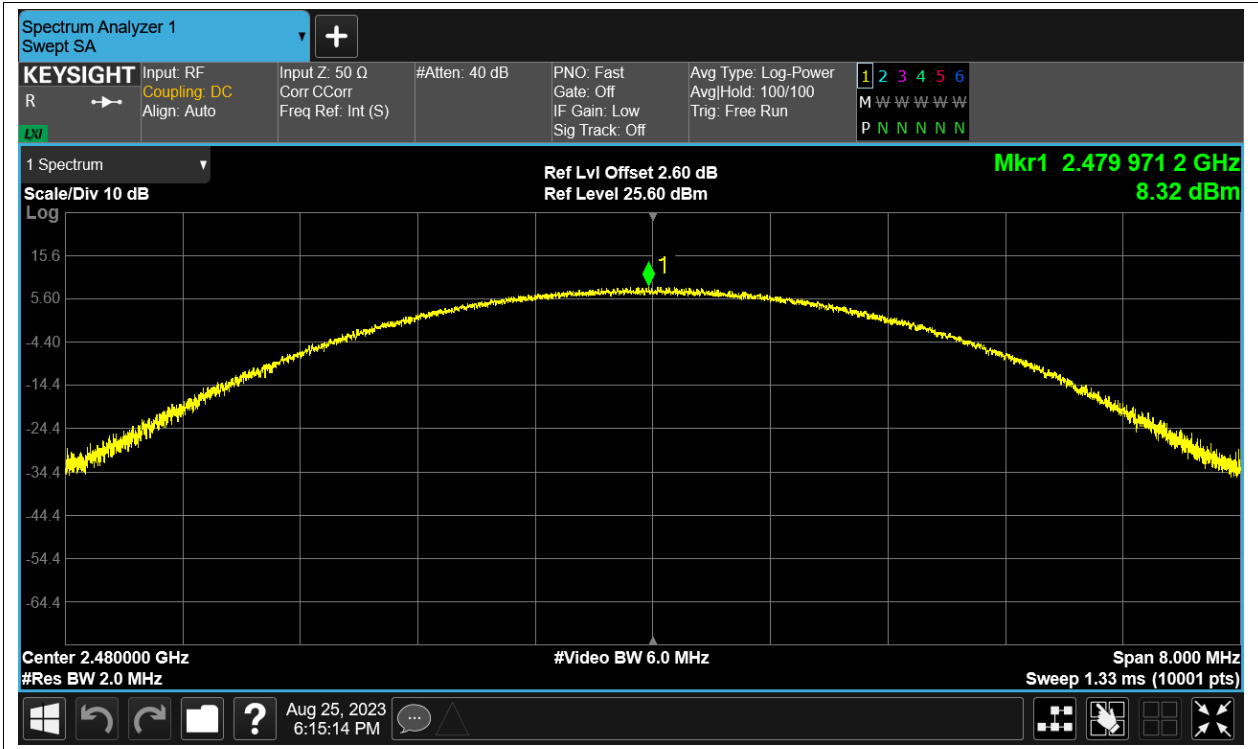 Spectrum Analyzer 1
Swept SA
KEYSIGHT
R
LXI
Input: RF
Coupling: DC
Align: Auto
Input Z: 50 Ω
Corr CCorr
Freq Ref: Int (S)
#Atten: 40 dB
PNO: Fast
Gate: Off
IF Gain: Low
Sig Track: Off
Avg Type: Log-Power
Avg|Hold: 100/100
Trig: Free Run
1 2 3 4 5 6
M W W W W W W
P N N N N N
1 Spectrum
Scale/Div 10 dB
Log
Ref Lvl Offset 2.60 dB
Ref Level 25.60 dBm
Mkr1 2.479 971 2 GHz
8.32 dBm
1
15.6
5.60
-4.40
-14.4
-24.4
-34.4
-44.4
-54.4
-64.4
Center 2.480000 GHz
#Res BW 2.0 MHz
#Video BW 6.0 MHz
Span 8.000 MHz
Sweep 1.33 ms (10001 pts)
?
Aug 25, 2023
6:15:14 PM